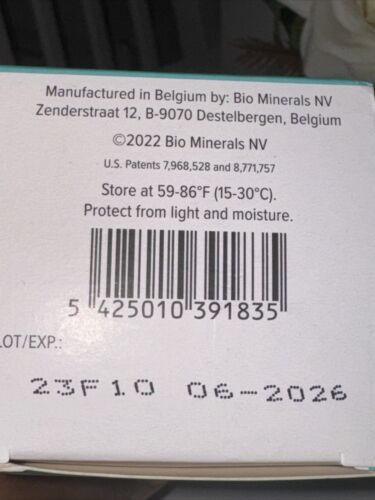 Manufactured in Belgium by: Bio Minerals NV
Zenderstraat 12, B-9070 Destelbergen, Belgium
©2022 Bio Minerals NV
U.S. Patents 7,968,528 and 8,771,757
Store at 59-86°F (15-30°C).
Protect from light and moisture.
5 425010 391835
LOT/EXP.:
23F10 06-2026